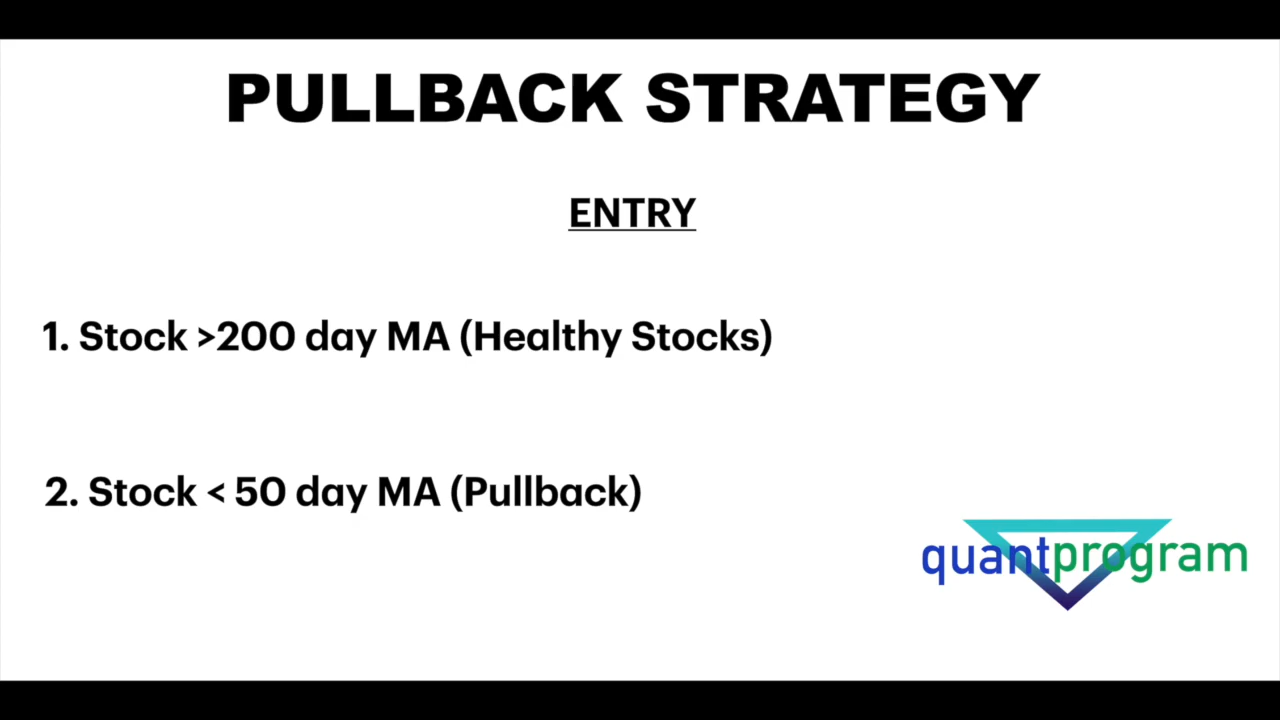 PULLBACK STRATEGY
ENTRY
1. Stock >200 day MA (Healthy Stocks)
2. Stock < 50 day MA (Pullback)
quantprogram